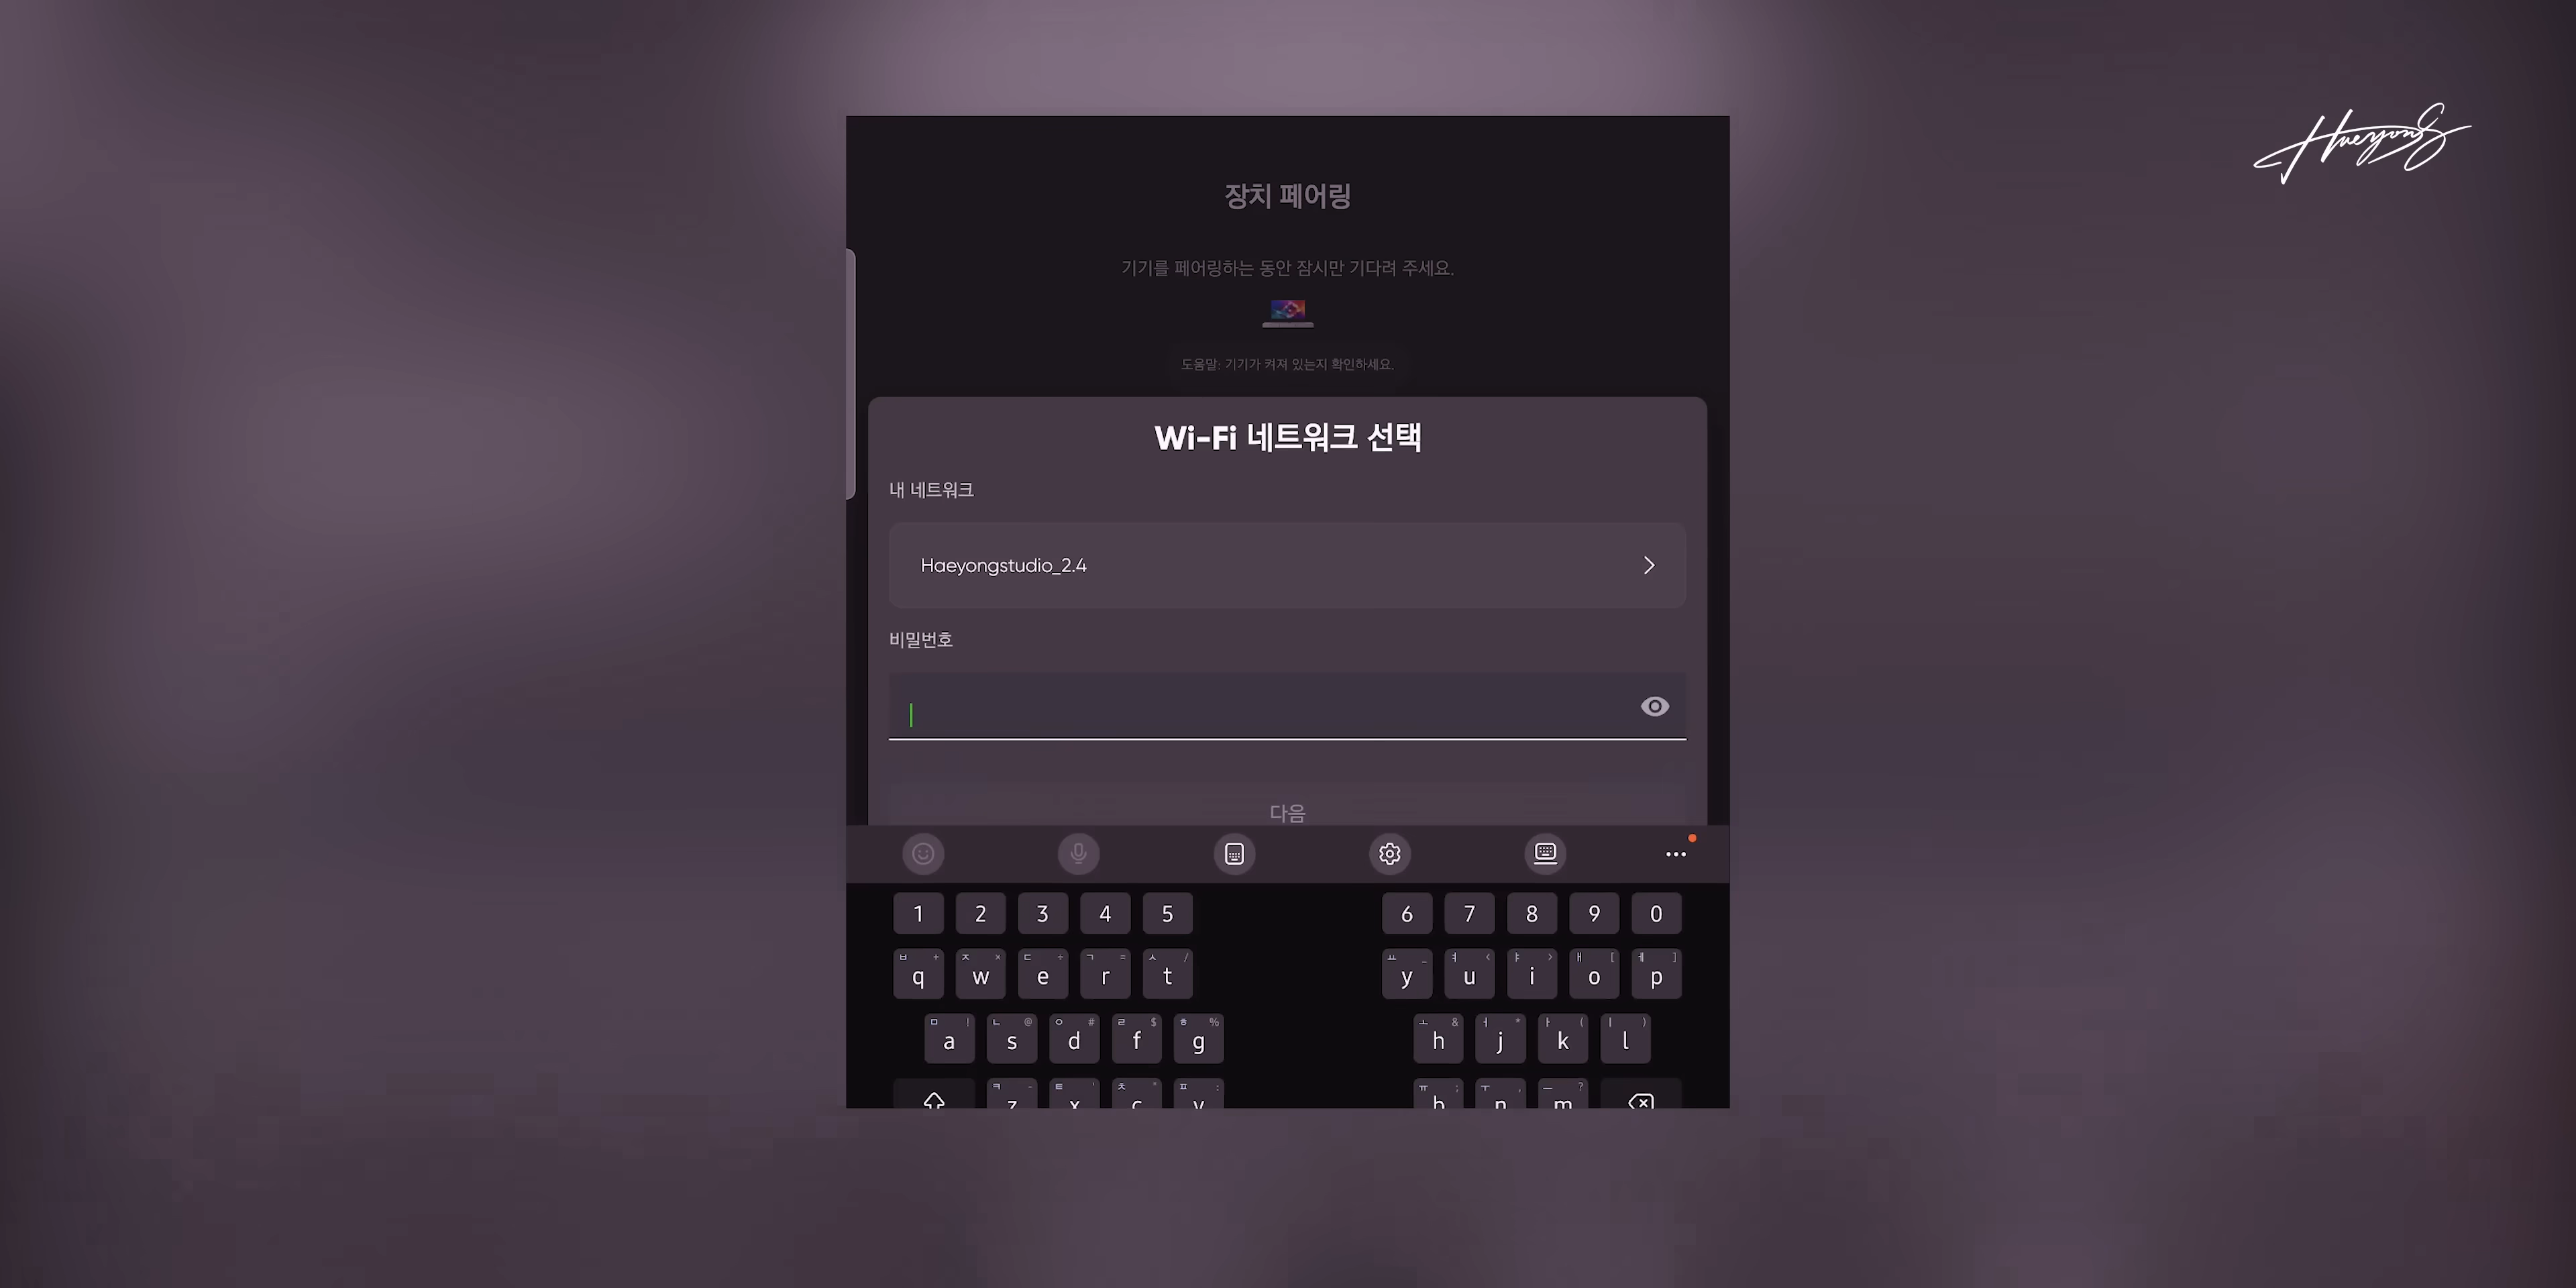 Haeyong
장치 페어링
기기를 페어링하는 동안 잠시만 기다려 주세요.
도움말: 기기가 켜져 있는지 확인하세요.
Wi-Fi 네트워크 선택
내 네트워크
Haeyongstudio_2.4
비밀번호
다음
1 2 3 4 5 6 7 8 9 0
ㅂ + ㅈ × ㄷ ÷ ㄱ = ㅅ / ㅛ _ ㅕ < ㅑ > ㅐ [ ㅔ ]
q w e r t y u i o p
ㅁ | ㄴ @ ㅇ # ㄹ $ ㅎ % ㅗ & ㅓ * ㅏ ( ㅣ )
a s d f g h j k l
ㅋ - ㅌ ' ㅊ " ㅍ : ㅠ ; ㅜ , ㅡ ?
z x c v b n m